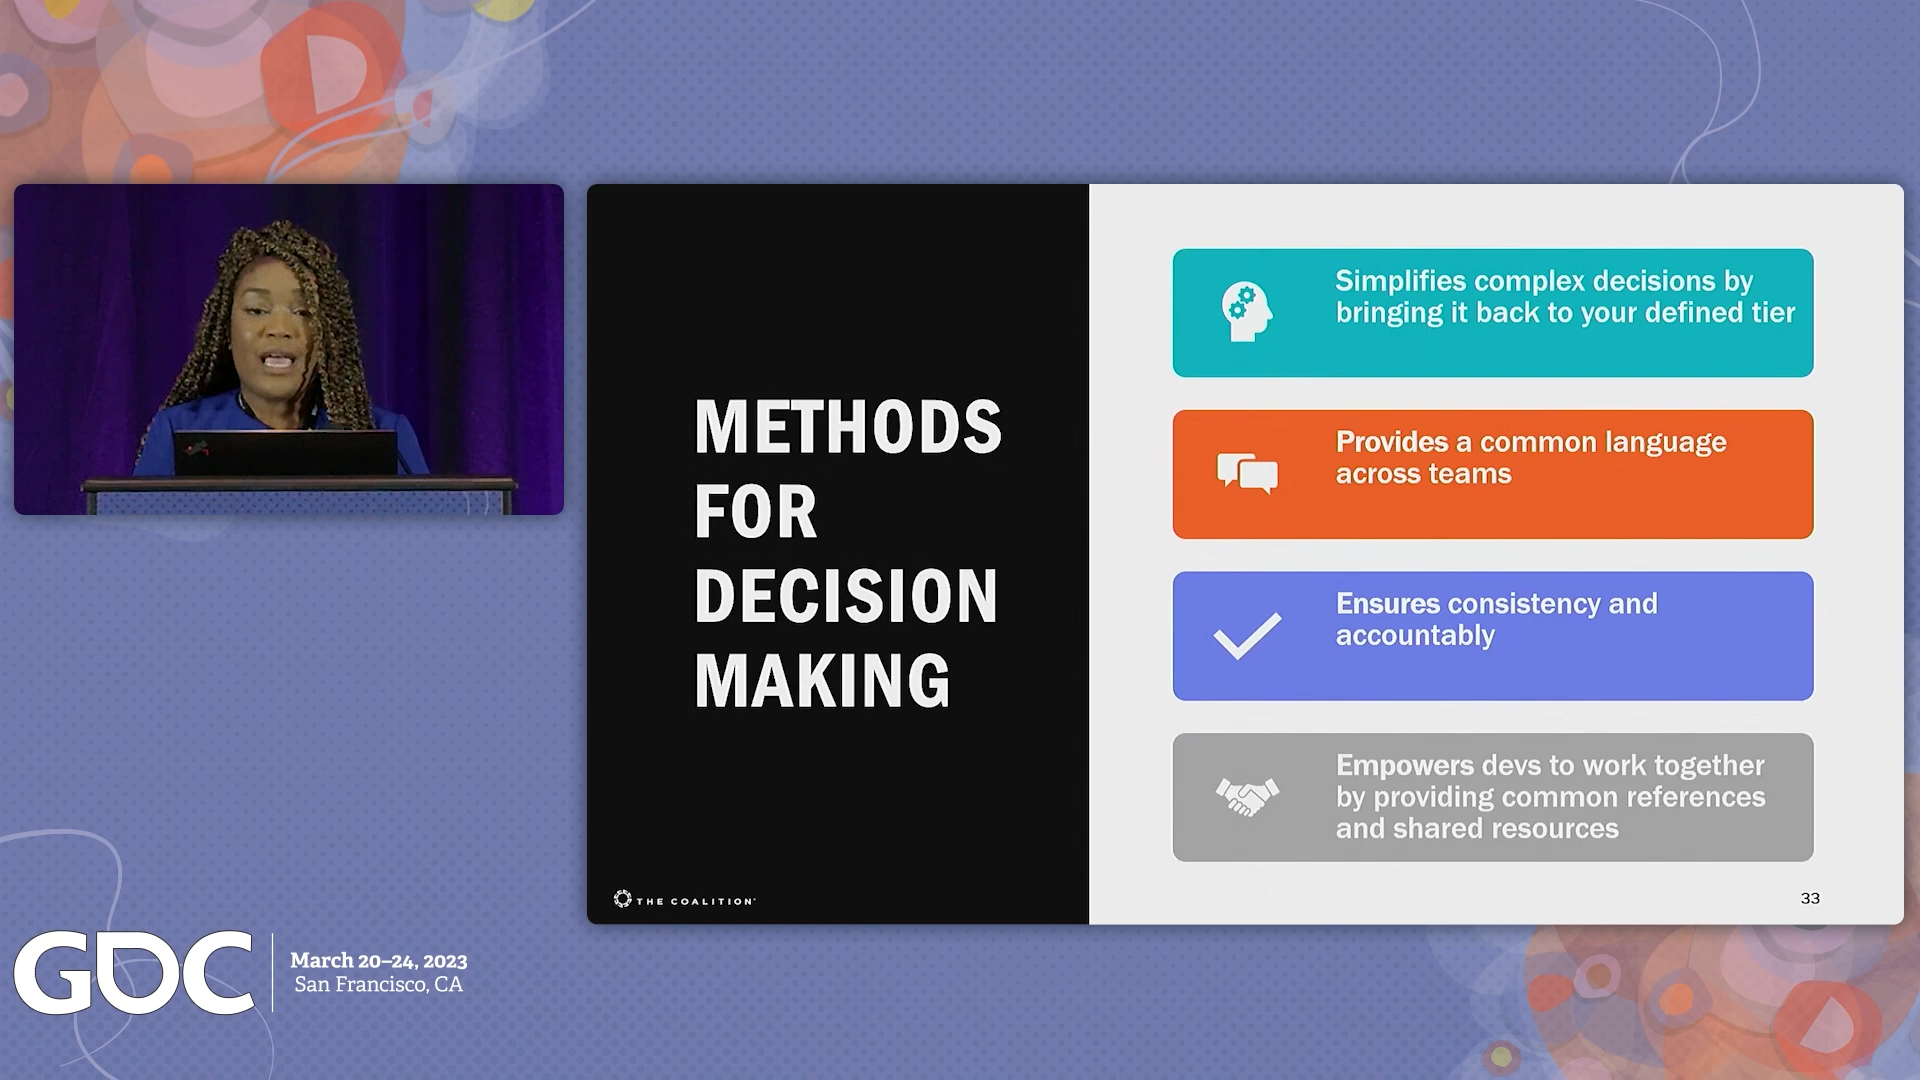 METHODS
FOR
DECISION
MAKING
Simplifies complex decisions by
bringing it back to your defined tier
Provides a common language
across teams
Ensures consistency and
accountably
Empowers devs to work together
by providing common references
and shared resources
THE COALITION
33
GDC
March 20–24, 2023
San Francisco, CA